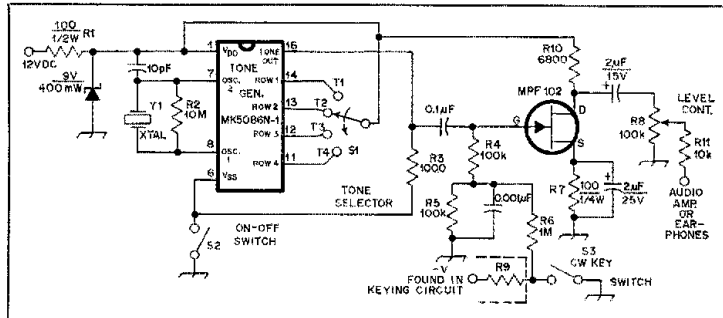 100
1/2W R1
12VDC
9V
400mW
10pF
Y1
XTAL
R2
10M
1
VDD
TONE
OUT
16
7
OSC.
2
TONE
GEN.
MK5086N-1
ROW 1
14
ROW 2
13
ROW 3
12
ROW 4
11
8
OSC.
1
6
VSS
T1
T2
T3
T4
S1
TONE
SELECTOR
ON-OFF
SWITCH
S2
R3
1000
0.1µF
R4
100k
R5
100k
0.001µF
R6
1M
-V
FOUND IN
KEYING CIRCUIT
R9
S3
CW KEY
SWITCH
MPF 102
G
D
S
R10
6800
2µF
15V
R8
100k
LEVEL
CONT.
R11
10k
R7
100
1/4W
2µF
25V
AUDIO
AMP.
OR
EAR-
PHONES